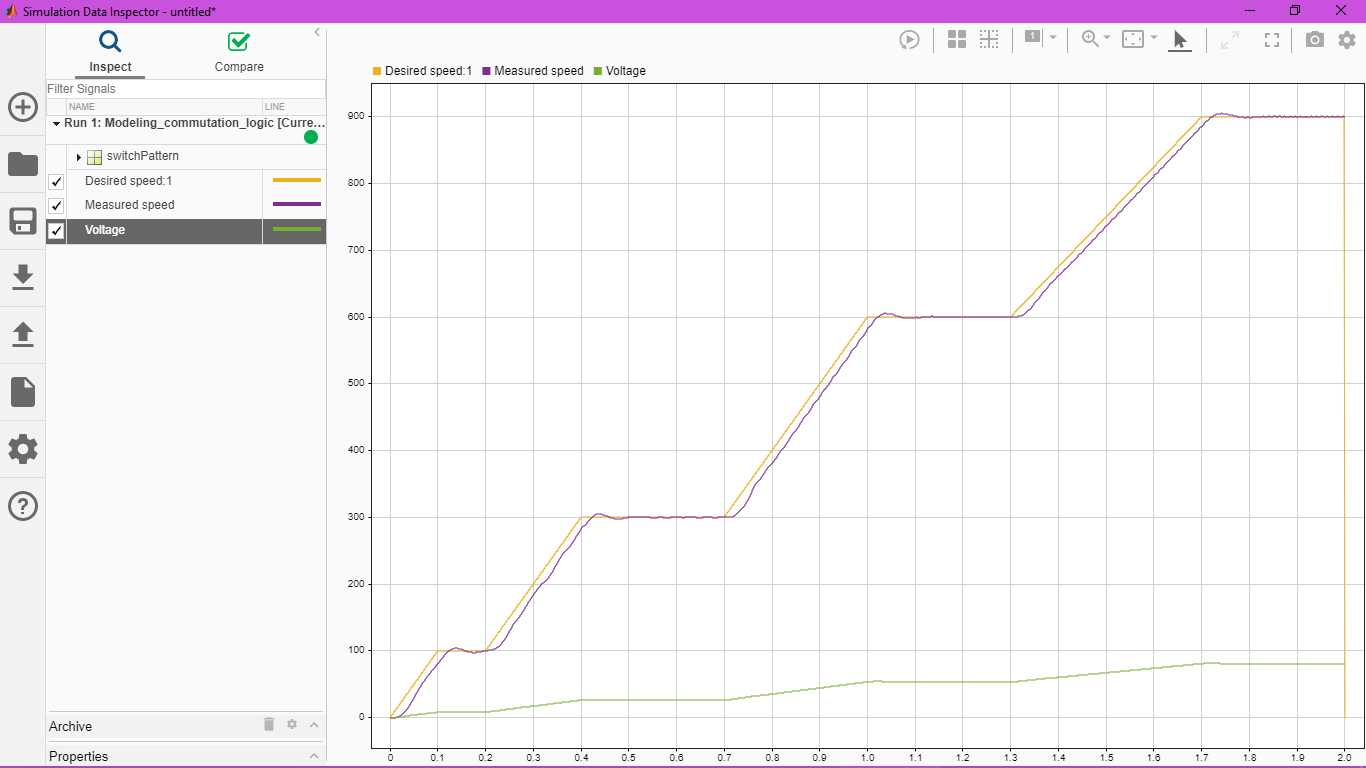 Simulation Data Inspector - untitled*
Inspect
Compare
Filter Signals
NAME
LINE
Run 1: Modeling_commutation_logic [Curre...
switchPattern
Desired speed:1
Measured speed
Voltage
Archive
Properties
1
Desired speed:1 Measured speed Voltage
900
800
700
600
500
400
300
200
100
0
0 0.1 0.2 0.3 0.4 0.5 0.6 0.7 0.8 0.9 1.0 1.1 1.2 1.3 1.4 1.5 1.6 1.7 1.8 1.9 2.0